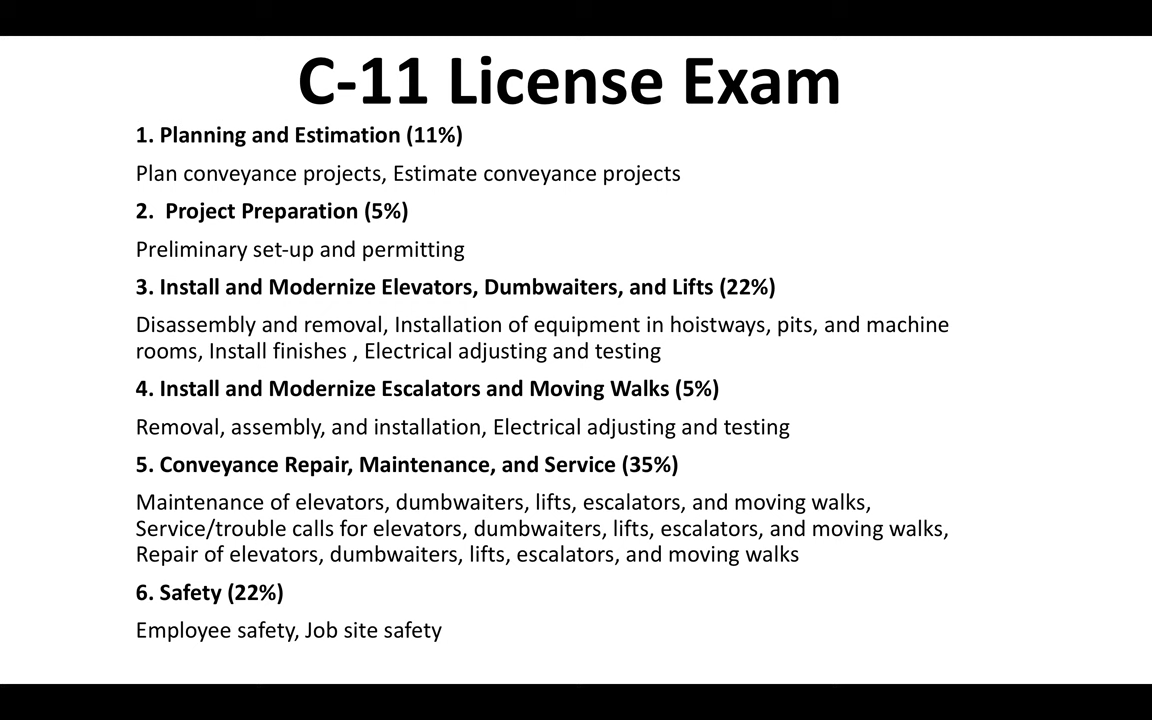 C-11 License Exam
1. Planning and Estimation (11%)
Plan conveyance projects, Estimate conveyance projects
2.  Project Preparation (5%)
Preliminary set-up and permitting
3. Install and Modernize Elevators, Dumbwaiters, and Lifts (22%)
Disassembly and removal, Installation of equipment in hoistways, pits, and machine
rooms, Install finishes , Electrical adjusting and testing
4. Install and Modernize Escalators and Moving Walks (5%)
Removal, assembly, and installation, Electrical adjusting and testing
5. Conveyance Repair, Maintenance, and Service (35%)
Maintenance of elevators, dumbwaiters, lifts, escalators, and moving walks,
Service/trouble calls for elevators, dumbwaiters, lifts, escalators, and moving walks,
Repair of elevators, dumbwaiters, lifts, escalators, and moving walks
6. Safety (22%)
Employee safety, Job site safety